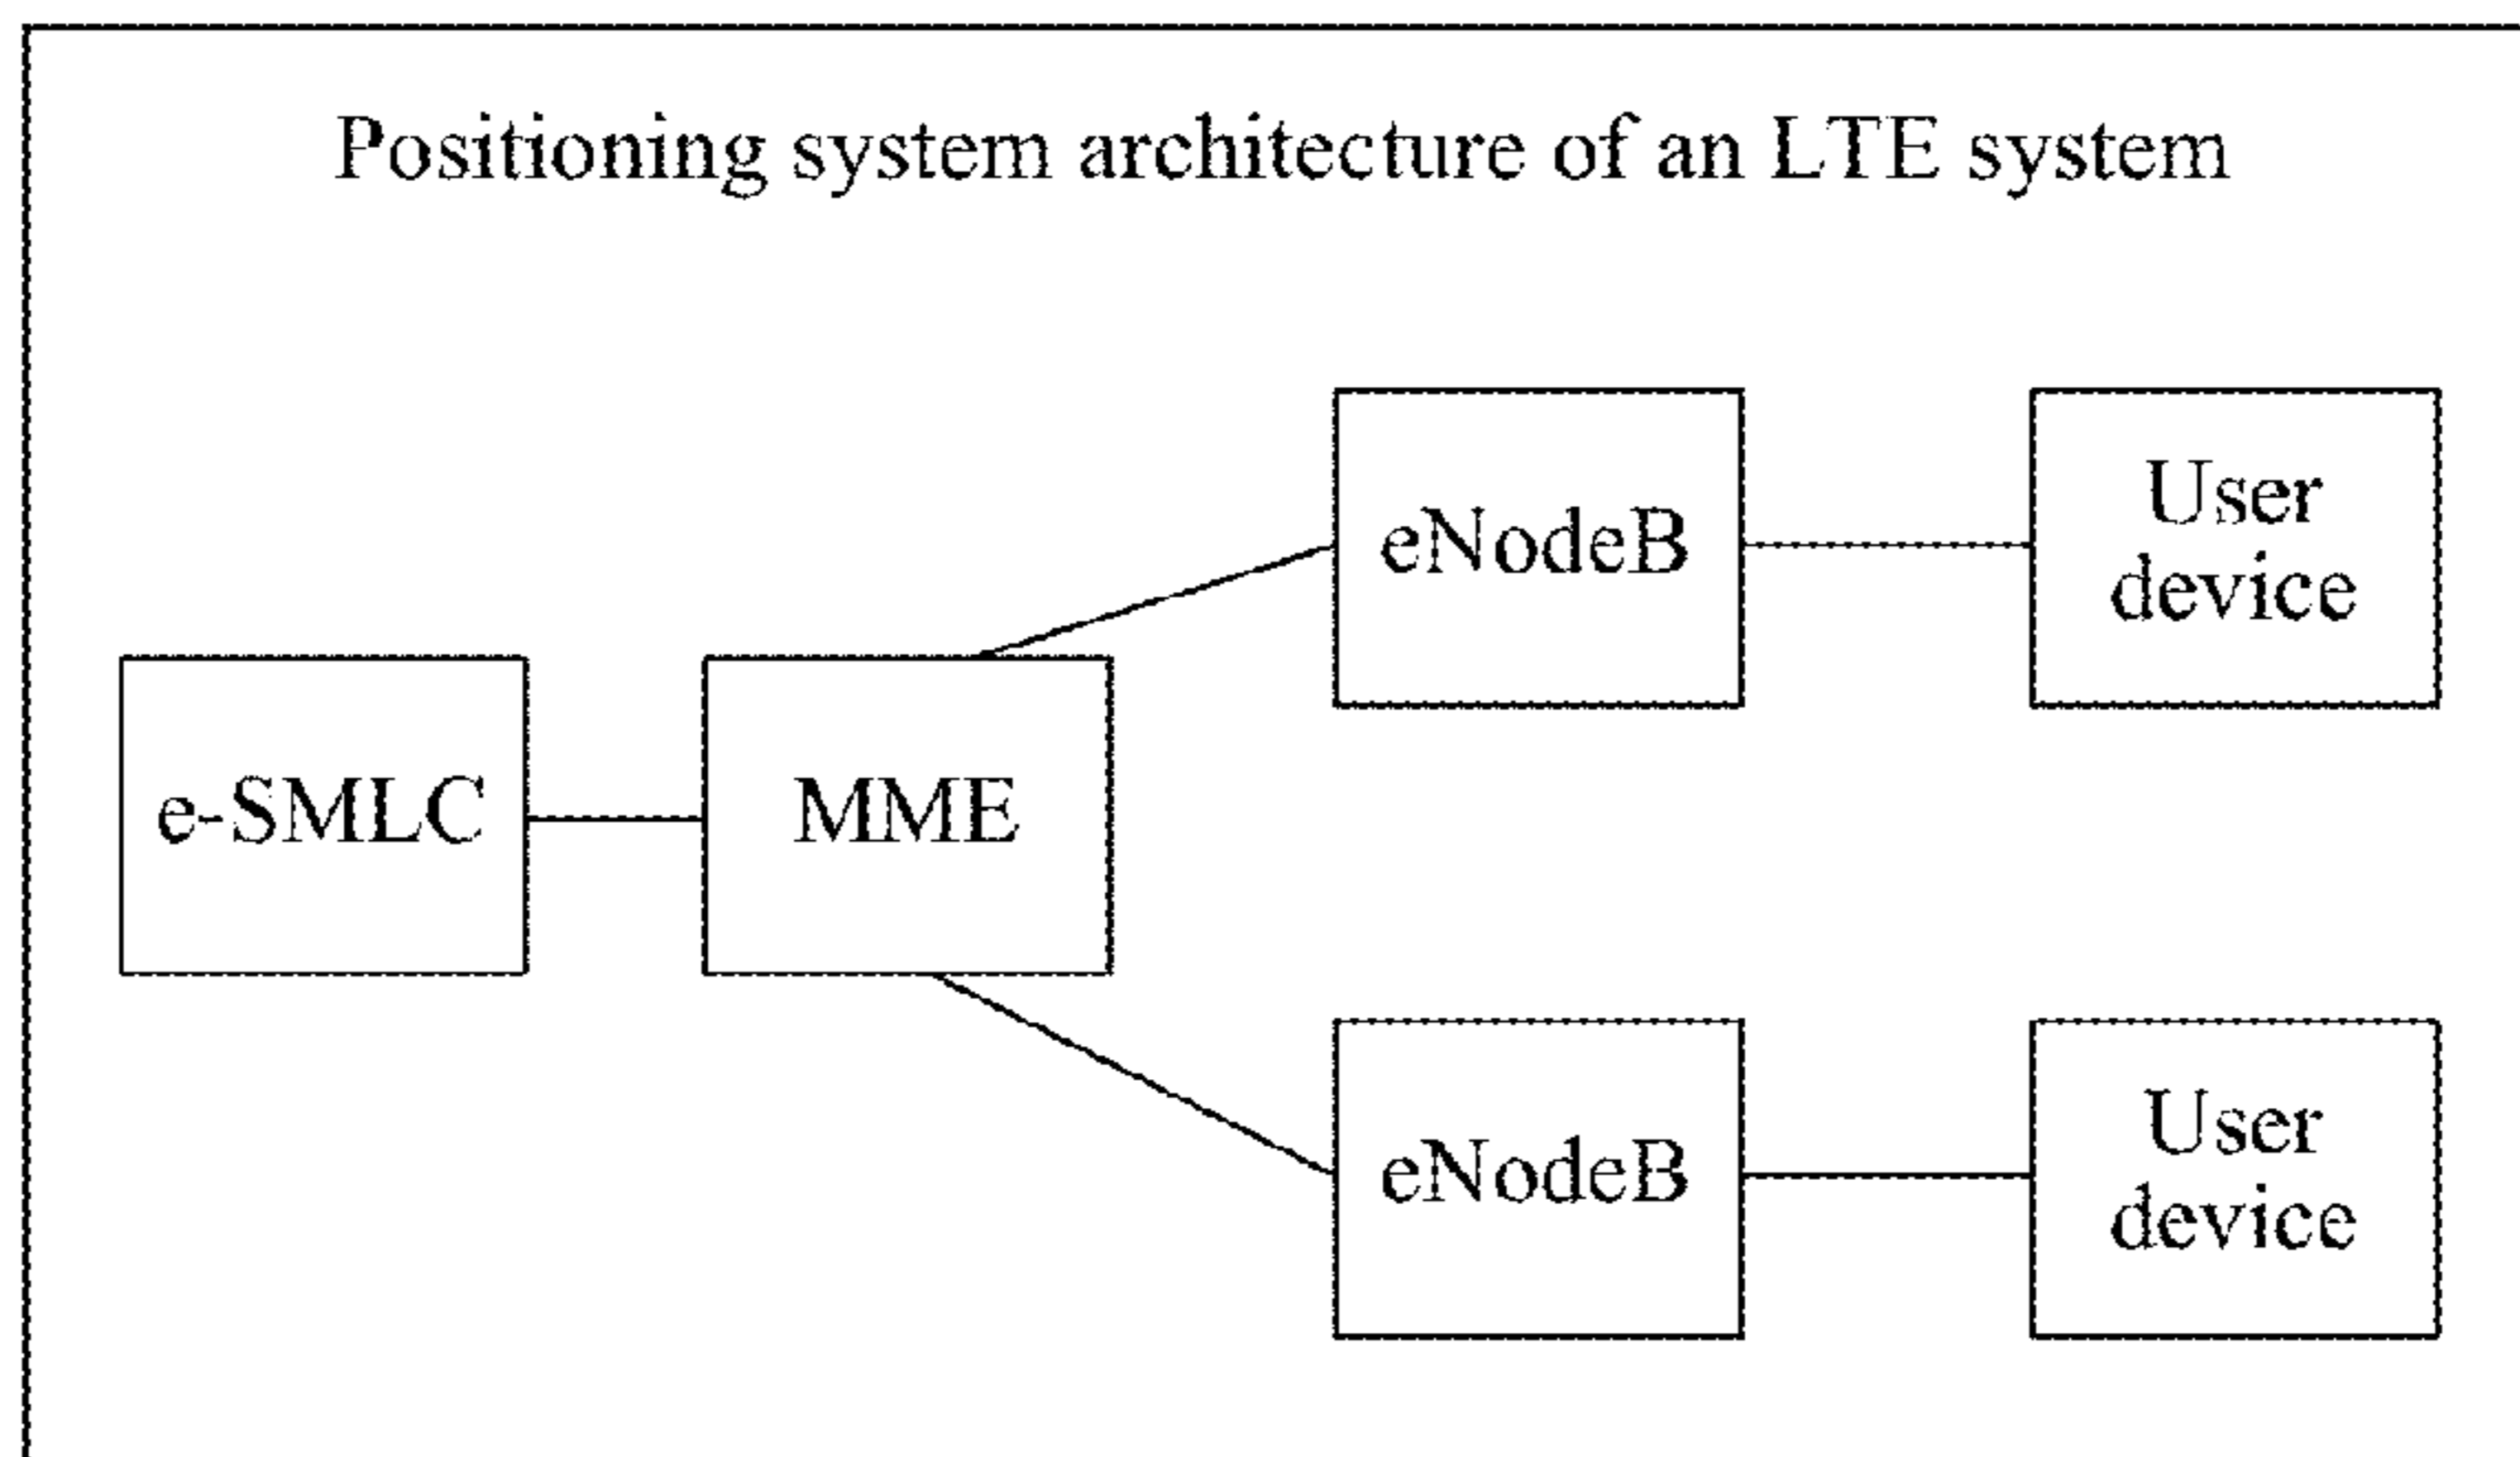 Positioning system architecture of an LTE system
eNodeB
User
device
e-SMLC
MME
eNodeB
User
device